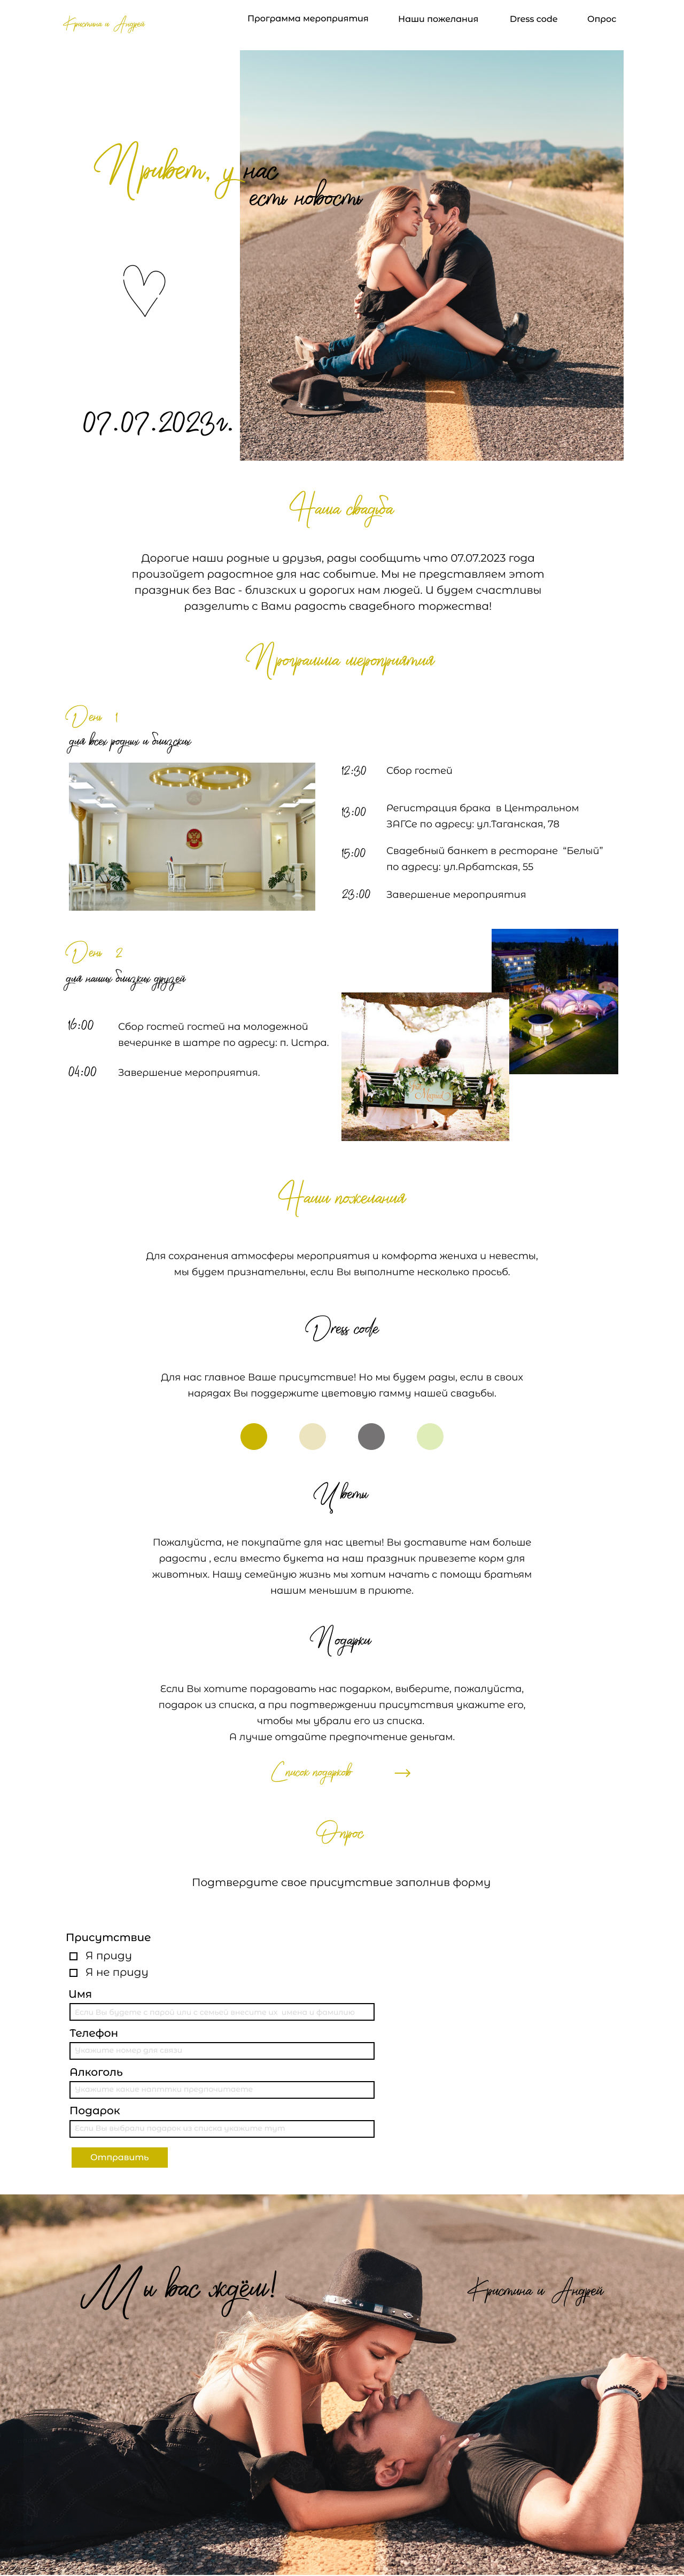 Кристина и Андрей
Программа мероприятия
Наши пожелания
Dress code
Опрос
Привет, у нас
есть новость
07.07.2023г.
Наша свадьба
Дорогие наши родные и друзья, рады сообщить что 07.07.2023 года
произойдет радостное для нас событие. Мы не представляем этот
праздник без Вас - близских и дорогих нам людей. И будем счастливы
разделить с Вами радость свадебного торжества!
Программа мероприятия
День 1
для всех родных и близких
12:30 Сбор гостей
13:00 Регистрация брака в Центральном
ЗАГСе по адресу: ул.Таганская, 78
15:00 Свадебный банкет в ресторане “Белый”
по адресу: ул.Арбатская, 55
23:00 Завершение мероприятия
День 2
для наших близких друзей
16:00 Сбор гостей гостей на молодежной
вечеринке в шатре по адресу: п. Истра.
04:00 Завершение мероприятия.
Наши пожелания
Для сохранения атмосферы мероприятия и комфорта жениха и невесты,
мы будем признательны, если Вы выполните несколько просьб.
Dress code
Для нас главное Ваше присутствие! Но мы будем рады, если в своих
нарядах Вы поддержите цветовую гамму нашей свадьбы.
Цветы
Пожалуйста, не покупайте для нас цветы! Вы доставите нам больше
радости , если вместо букета на наш праздник привезете корм для
животных. Нашу семейную жизнь мы хотим начать с помощи братьям
нашим меньшим в приюте.
Подарки
Если Вы хотите порадовать нас подарком, выберите, пожалуйста,
подарок из списка, а при подтверждении присутствия укажите его,
чтобы мы убрали его из списка.
А лучше отдайте предпочтение деньгам.
Список подарков →
Опрос
Подтвердите свое присутствие заполнив форму
Присутствие
Я приду
Я не приду
Имя
Если Вы будете с парой или с семьей внесите их имена и фамилию
Телефон
Укажите номер для связи
Алкоголь
Укажите какие напттки предпочитаете
Подарок
Если Вы выбрали подарок из списка укажите тут
Отправить
Мы вас ждём!
Кристина и Андрей